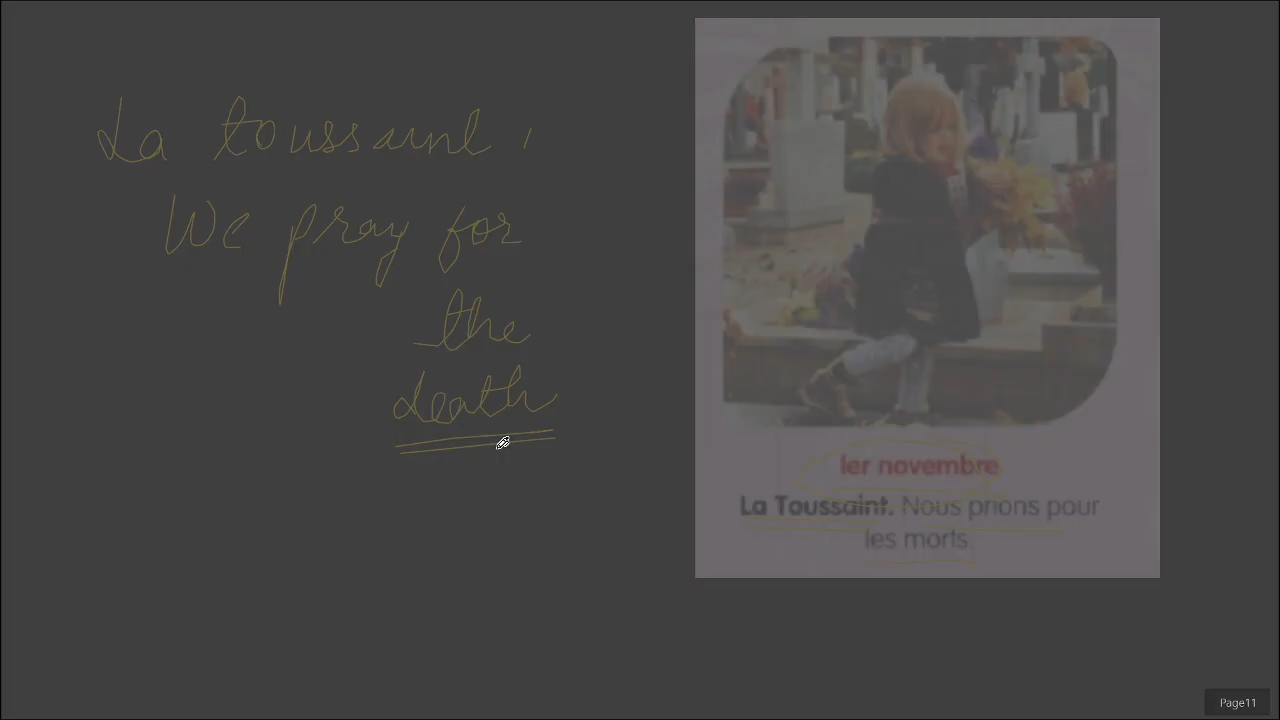 La toussaint,
We pray for
the
death
1er novembre
La Toussaint. Nous prions pour
les morts.
Page11